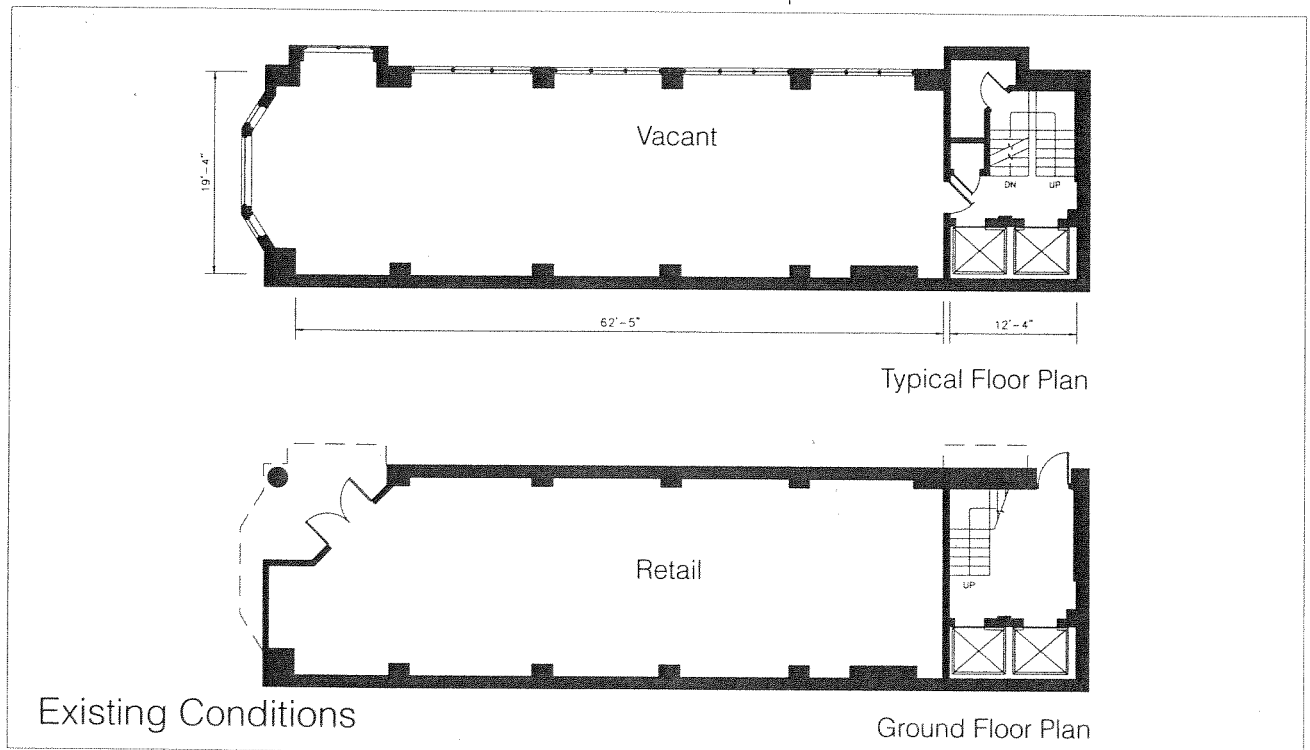 Vacant
19'-4"
DN
UP
62'-5"
12'-4"
Typical Floor Plan
Retail
UP
Existing Conditions
Ground Floor Plan